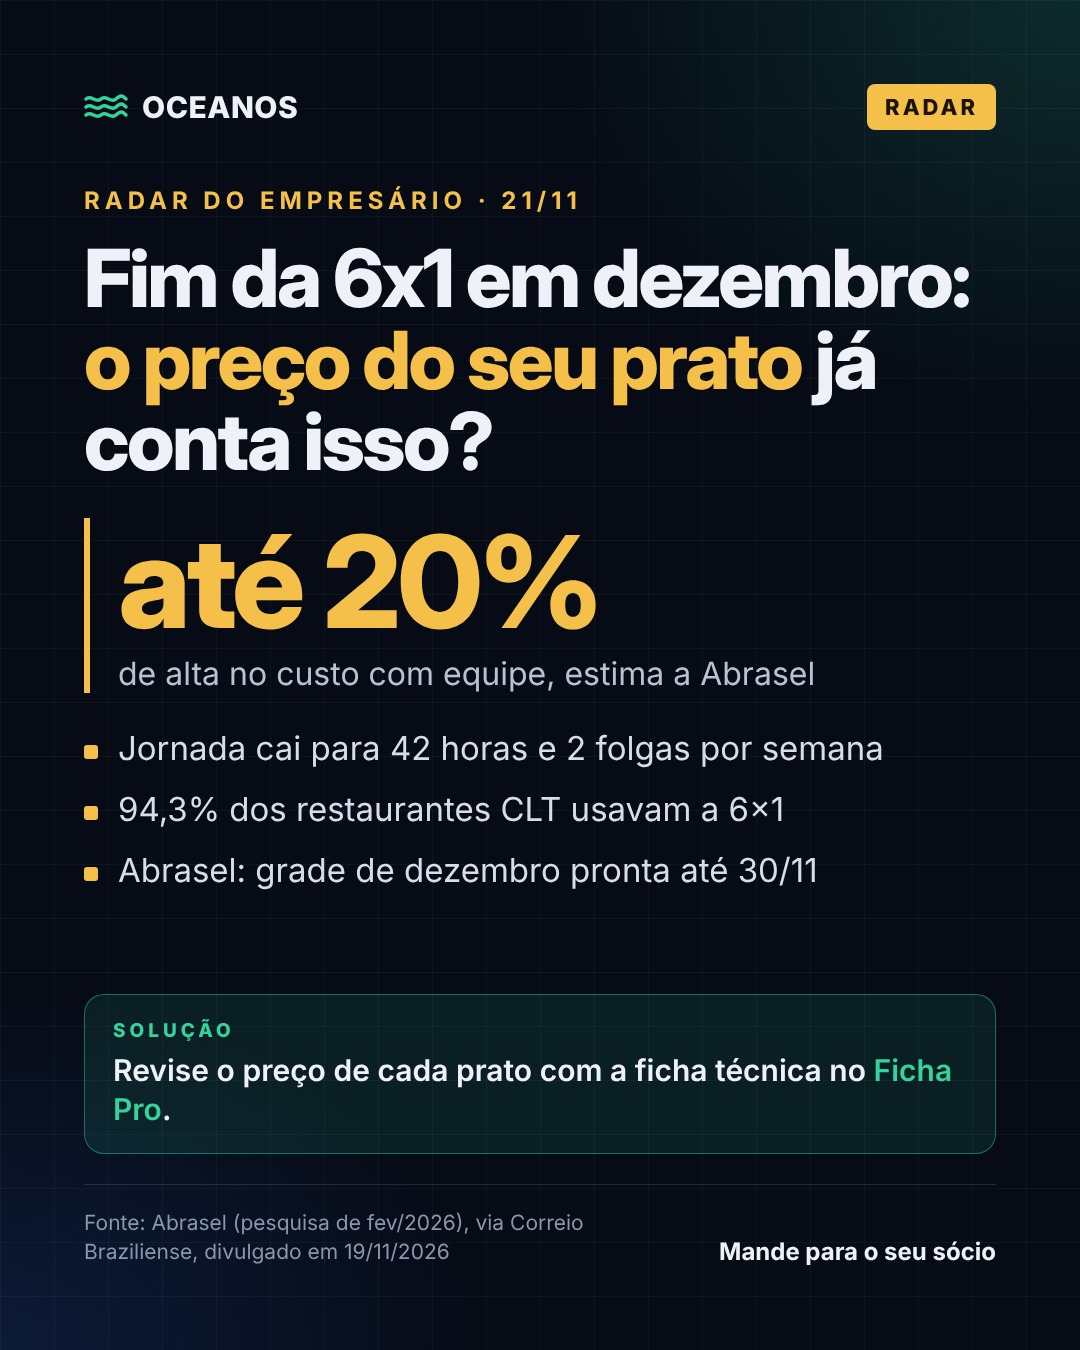 OCEANOS
RADAR
RADAR DO EMPRESÁRIO · 21/11
Fim da 6x1 em dezembro:
o preço do seu prato já
conta isso?
até 20%
de alta no custo com equipe, estima a Abrasel
Jornada cai para 42 horas e 2 folgas por semana
94,3% dos restaurantes CLT usavam a 6×1
Abrasel: grade de dezembro pronta até 30/11
SOLUÇÃO
Revise o preço de cada prato com a ficha técnica no Ficha
Pro.
Fonte: Abrasel (pesquisa de fev/2026), via Correio
Braziliense, divulgado em 19/11/2026
Mande para o seu sócio